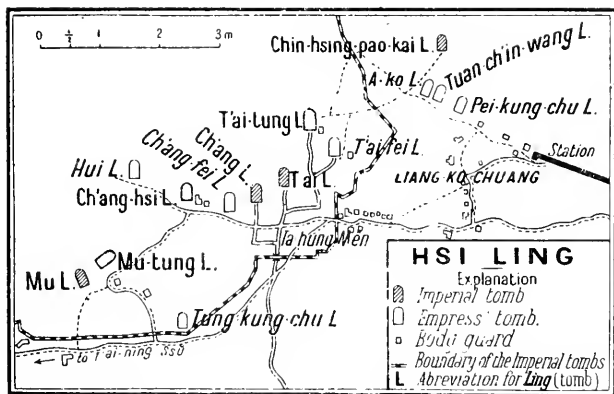 0 ½ 1 2 3 m
Chin-hsing-pao-kai L.
A-ko L.
Tuan-ch'in-wang L.
Pei-kung-chu L.
T'ai-tung L.
T'ai-fei L.
Station
LIANG-KO CHUANG
Ch'ang L.
Ch'ang-fei L.
Tai L.
Hui L.
Ch'ang-hsi L.
Ta hung Men
Mu L.
Mu-tung L.
Tung-kung-chu L
to T'ai-ning Ssŏ
HSI LING
Explanation
Imperial tomb
Empress' tomb.
Body guard
Boundary of the Imperial tombs
L Abreviation for Ling (tomb)